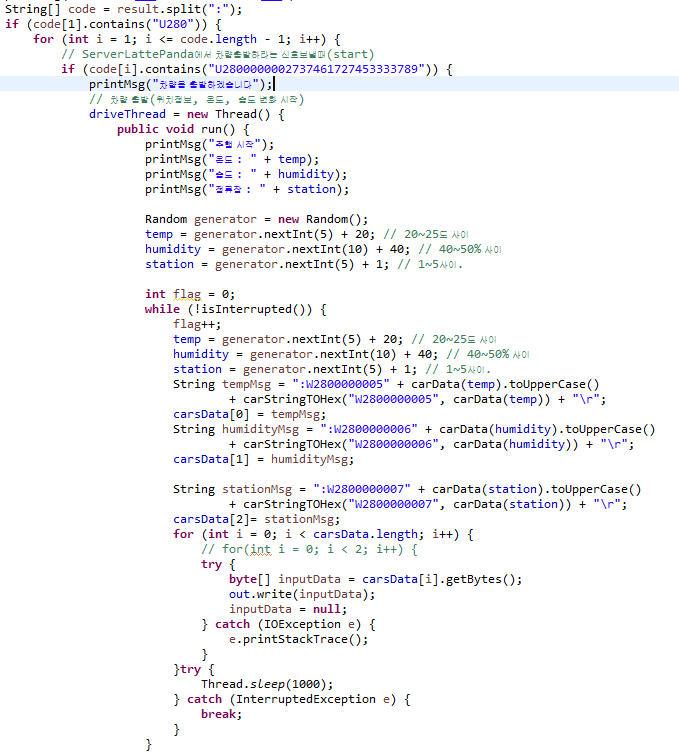 String[] code = result.split(":");
if (code[1].contains("U280")) {
for (int i = 1; i <= code.length - 1; i++) {
// ServerLattePanda에서 차량출발하라는 신호보낼때(start)
if (code[i].contains("U2800000002737461727453333789")) {
printMsg("차량을 출발하겠습니다");
// 차량 출발(위치정보, 온도, 습도 변화 시작)
driveThread = new Thread() {
public void run() {
printMsg("주행 시작");
printMsg("온도 : " + temp);
printMsg("습도 : " + humidity);
printMsg("정류장 : " + station);
Random generator = new Random();
temp = generator.nextInt(5) + 20; // 20~25도 사이
humidity = generator.nextInt(10) + 40; // 40~50% 사이
station = generator.nextInt(5) + 1; // 1~5사이.
int flag = 0;
while (!isInterrupted()) {
flag++;
temp = generator.nextInt(5) + 20; // 20~25도 사이
humidity = generator.nextInt(10) + 40; // 40~50% 사이
station = generator.nextInt(5) + 1; // 1~5사이.
String tempMsg = ":W2800000005" + carData(temp).toUpperCase()
+ carStringTOHex("W2800000005", carData(temp)) + "\r";
carsData[0] = tempMsg;
String humidityMsg = ":W2800000006" + carData(humidity).toUpperCase()
+ carStringTOHex("W2800000006", carData(humidity)) + "\r";
carsData[1] = humidityMsg;
String stationMsg = ":W2800000007" + carData(station).toUpperCase()
+ carStringTOHex("W2800000007", carData(station)) + "\r";
carsData[2]= stationMsg;
for (int i = 0; i < carsData.length; i++) {
// for(int i = 0; i < 2; i++) {
try {
byte[] inputData = carsData[i].getBytes();
out.write(inputData);
inputData = null;
} catch (IOException e) {
e.printStackTrace();
}
}try {
Thread.sleep(1000);
} catch (InterruptedException e) {
break;
}
}